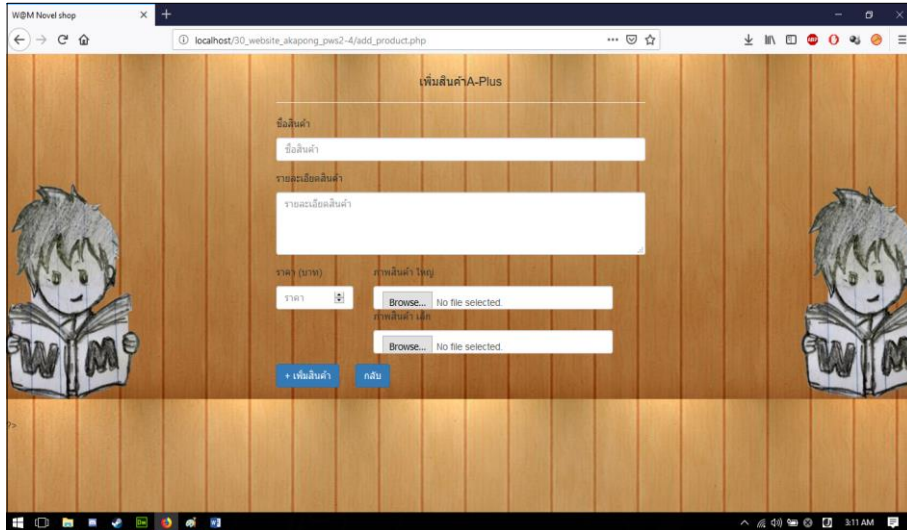 W@M Novel shop
localhost/30_website_akapong_pws2-4/add_product.php
เพิ่มสินค้าA-Plus
ชื่อสินค้า
ชื่อสินค้า
รายละเอียดสินค้า
รายละเอียดสินค้า
ราคา (บาท) ภาพสินค้า ใหญ่
ราคา Browse... No file selected.
ภาพสินค้า เล็ก
Browse... No file selected.
+ เพิ่มสินค้า กลับ
W M
W M
?>
3:11 AM